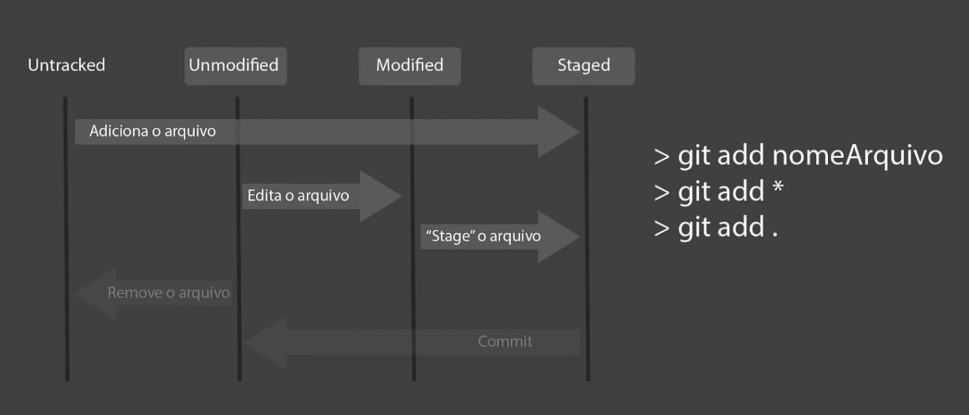 Untracked
Unmodified
Modified
Staged
Adiciona o arquivo
Edita o arquivo
“Stage” o arquivo
Remove o arquivo
Commit
> git add nomeArquivo
> git add *
> git add .